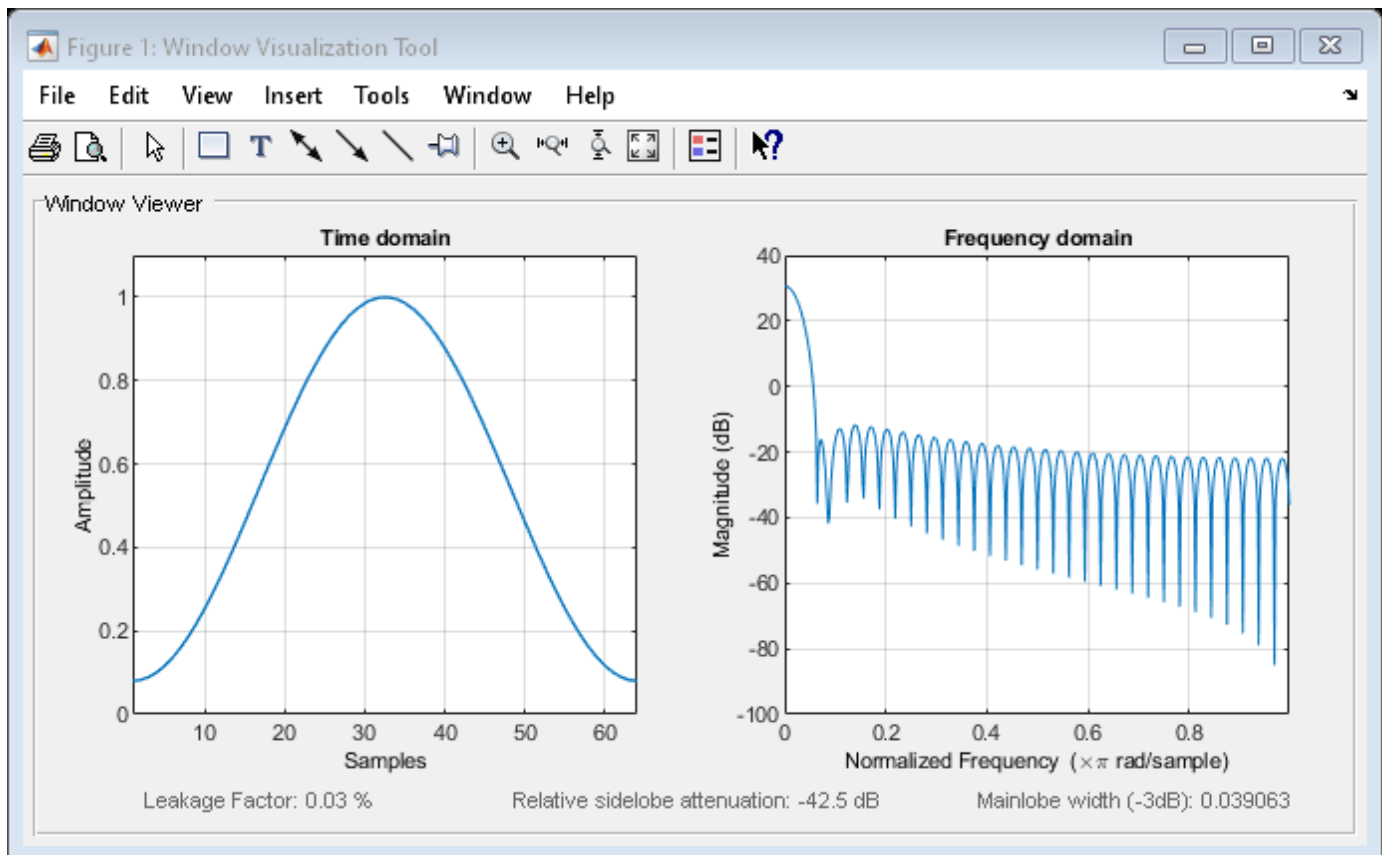 Figure 1: Window Visualization Tool
File Edit View Insert Tools Window Help
T
?
Window Viewer
Time domain
Amplitude
1
0.8
0.6
0.4
0.2
0
10 20 30 40 50 60
Samples
Frequency domain
Magnitude (dB)
40
20
0
-20
-40
-60
-80
-100
0 0.2 0.4 0.6 0.8
Normalized Frequency (×π rad/sample)
Leakage Factor: 0.03 % Relative sidelobe attenuation: -42.5 dB Mainlobe width (-3dB): 0.039063